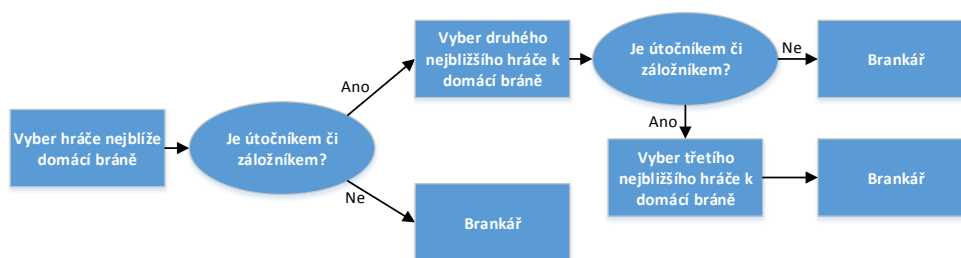 Vyber hráče nejblíže
domácí bráně
Je útočníkem či
záložníkem?
Ano
Vyber druhého
nejbližšího hráče k
domácí bráně
Je útočníkem či
záložníkem?
Ne
Brankář
Ano
Vyber třetího
nejbližšího hráče k
domácí bráně
Brankář
Ne
Brankář